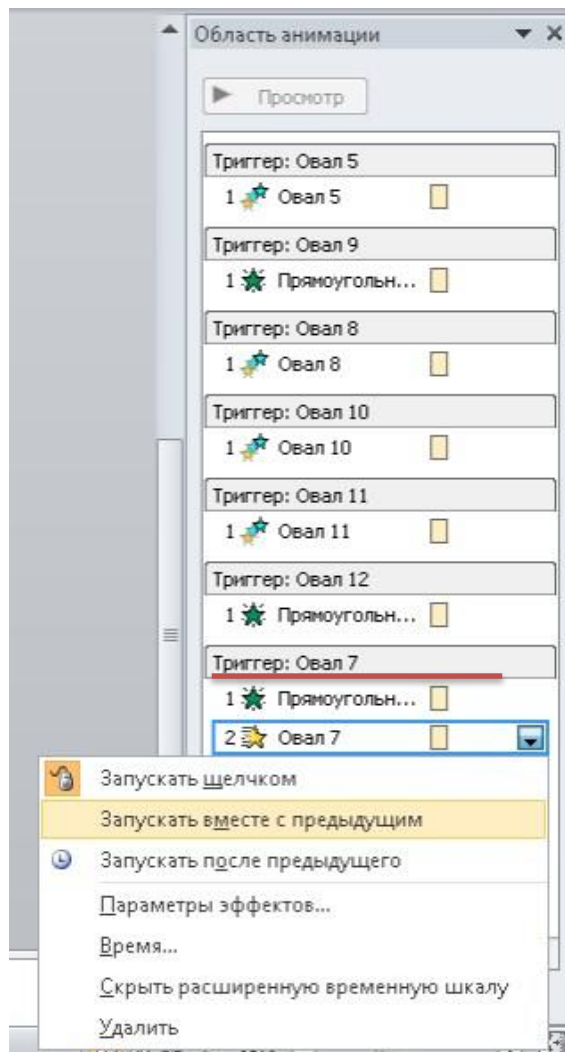 Область анимации
Просмотр
Триггер: Овал 5
1 Овал 5
Триггер: Овал 9
1 Прямоугольн...
Триггер: Овал 8
1 Овал 8
Триггер: Овал 10
1 Овал 10
Триггер: Овал 11
1 Овал 11
Триггер: Овал 12
1 Прямоугольн...
Триггер: Овал 7
1 Прямоугольн...
2 Овал 7
Запускать щелчком
Запускать вместе с предыдущим
Запускать после предыдущего
Параметры эффектов...
Время...
Скрыть расширенную временную шкалу
Удалить